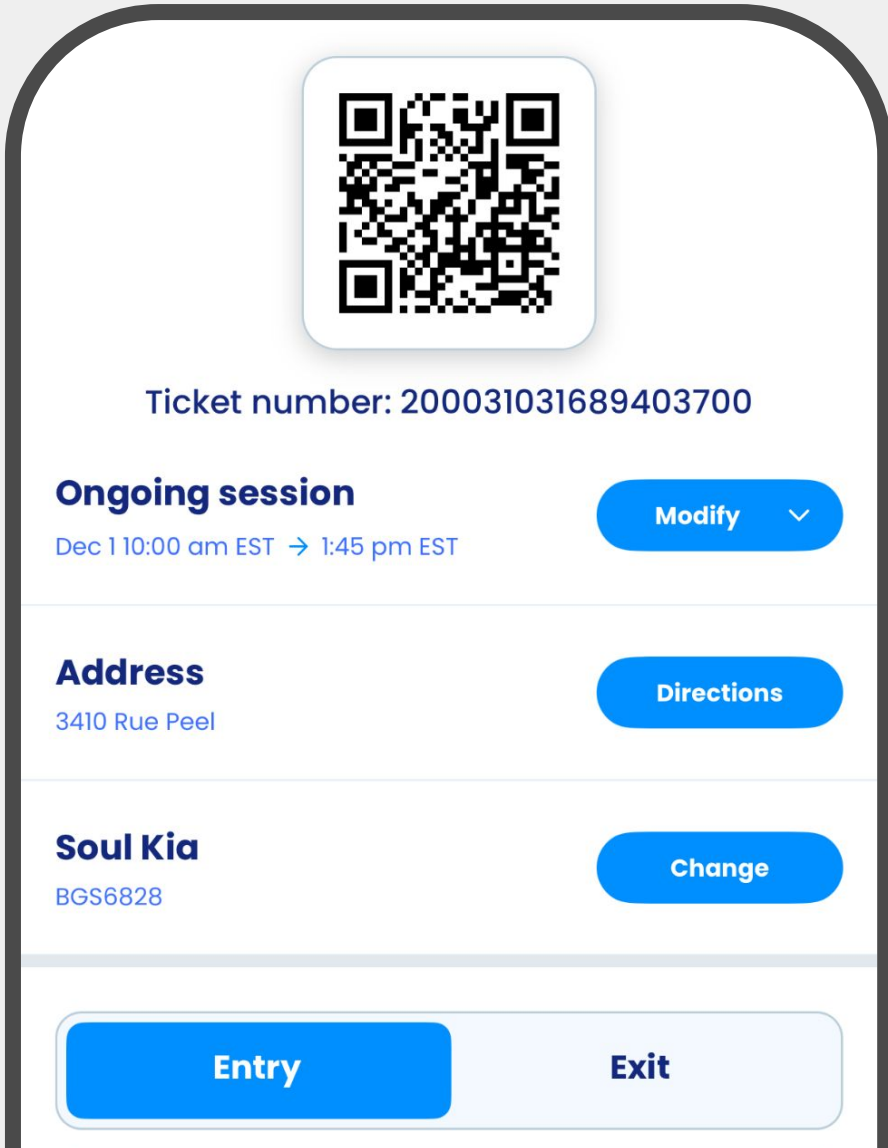 Ticket number: 200031031689403700
Ongoing session
Modify
Dec 1 10:00 am EST → 1:45 pm EST
Address
Directions
3410 Rue Peel
Soul Kia
Change
BGS6828
Entry
Exit